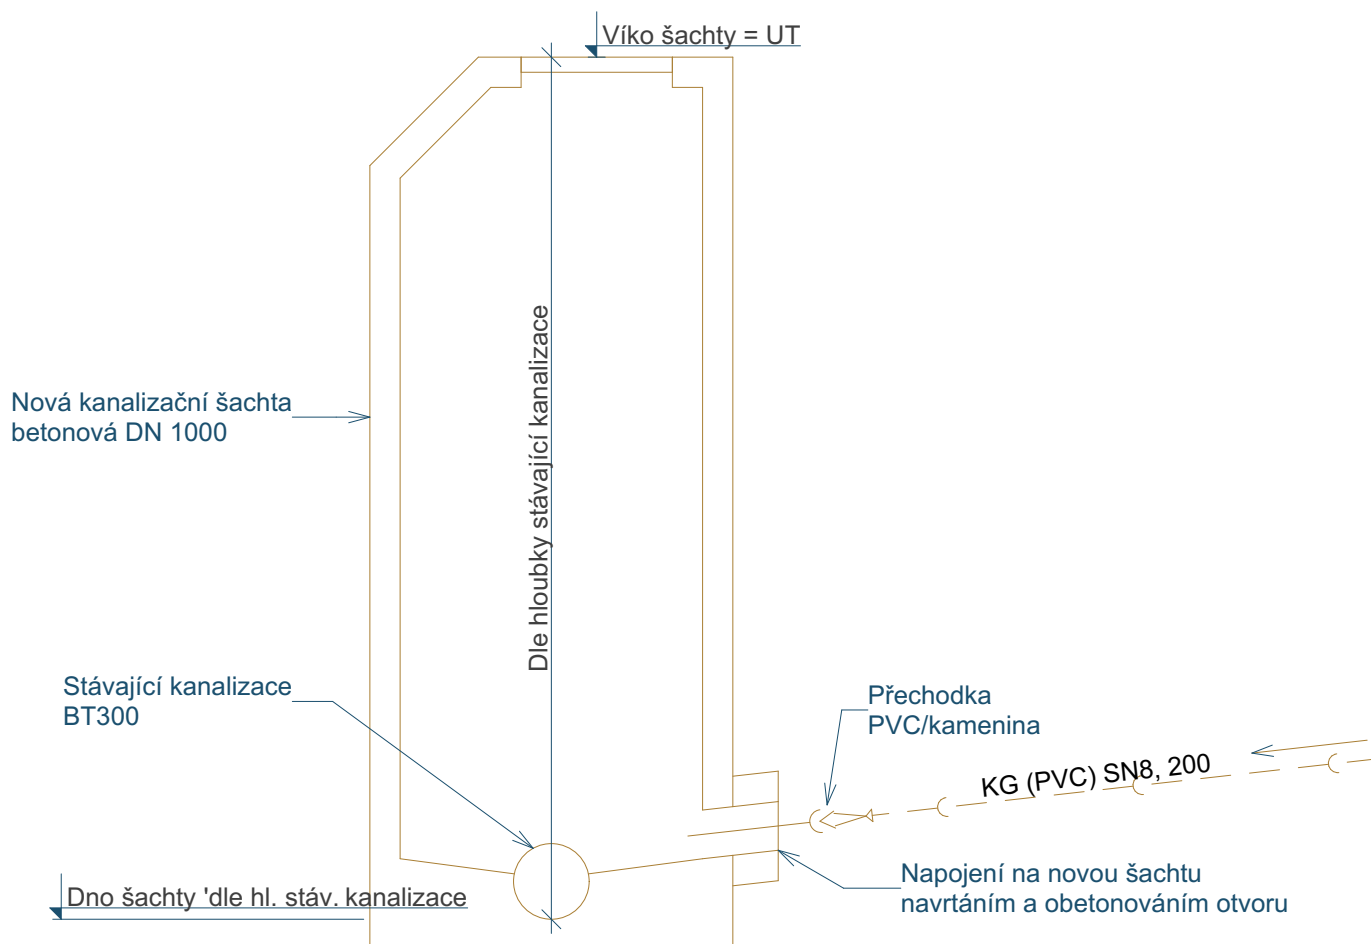 Víko šachty = UT
Dle hloubky stávající kanalizace
Nová kanalizační šachta
betonová DN 1000
Stávající kanalizace
BT300
Přechodka
PVC/kamenina
KG (PVC) SN8, 200
Napojení na novou šachtu
navrtáním a obetonováním otvoru
Dno šachty 'dle hl. stáv. kanalizace